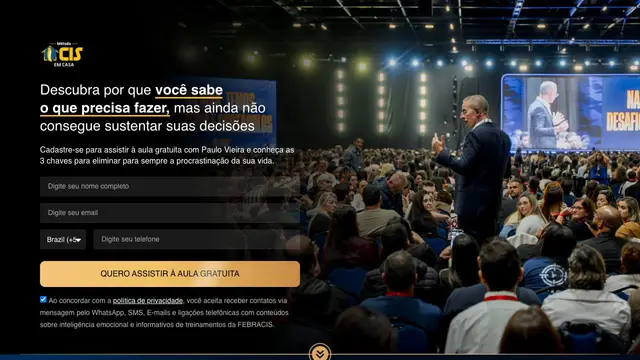 Método
CIS
EM CASA
Descubra por que você sabe
o que precisa fazer, mas ainda não
consegue sustentar suas decisões
Cadastre-se para assistir à aula gratuita com Paulo Vieira e conheça as
3 chaves para eliminar para sempre a procrastinação da sua vida.
Digite seu nome completo
Digite seu email
Brazil (+5
Digite seu telefone
QUERO ASSISTIR À AULA GRATUITA
Ao concordar com a política de privacidade, você aceita receber contatos via
mensagem pelo WhatsApp, SMS, E-mails e ligações telefônicas com conteúdos
sobre inteligência emocional e informativos de treinamentos da FEBRACIS.